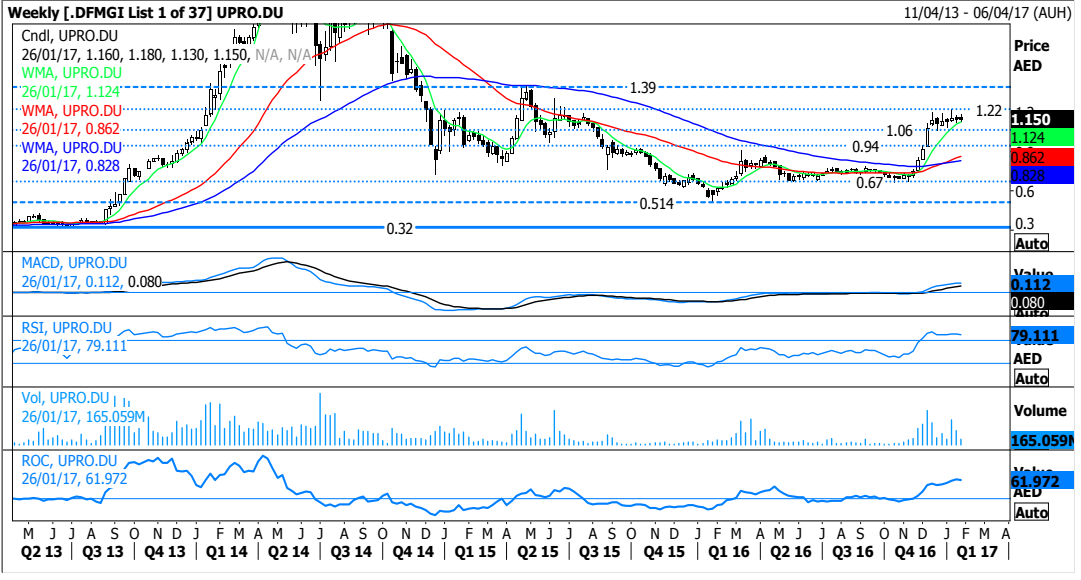 Weekly [.DFMGI List 1 of 37] UPRO.DU
11/04/13 - 06/04/17 (AUH)
Cndl, UPRO.DU
26/01/17, 1.160, 1.180, 1.130, 1.150, N/A, N/A
WMA, UPRO.DU
26/01/17, 1.124
WMA, UPRO.DU
26/01/17, 0.862
WMA, UPRO.DU
26/01/17, 0.828
Price
AED
1.39
1.22
1.06
0.94
0.67
0.514
0.32
1.150
1.124
0.862
0.828
0.6
0.3
Auto
MACD, UPRO.DU
26/01/17, 0.112, 0.080
Value
0.112
0.080
Auto
RSI, UPRO.DU
26/01/17, 79.111
79.111
AED
Auto
Vol, UPRO.DU
26/01/17, 165.059M
Volume
165.059M
ROC, UPRO.DU
26/01/17, 61.972
Value
61.972
AED
Auto
M J J A S O N D J F M A M J J A S O N D J F M A M J J A S O N D J F M A M J J A S O N D J F M A
Q2 13 Q3 13 Q4 13 Q1 14 Q2 14 Q3 14 Q4 14 Q1 15 Q2 15 Q3 15 Q4 15 Q1 16 Q2 16 Q3 16 Q4 16 Q1 17